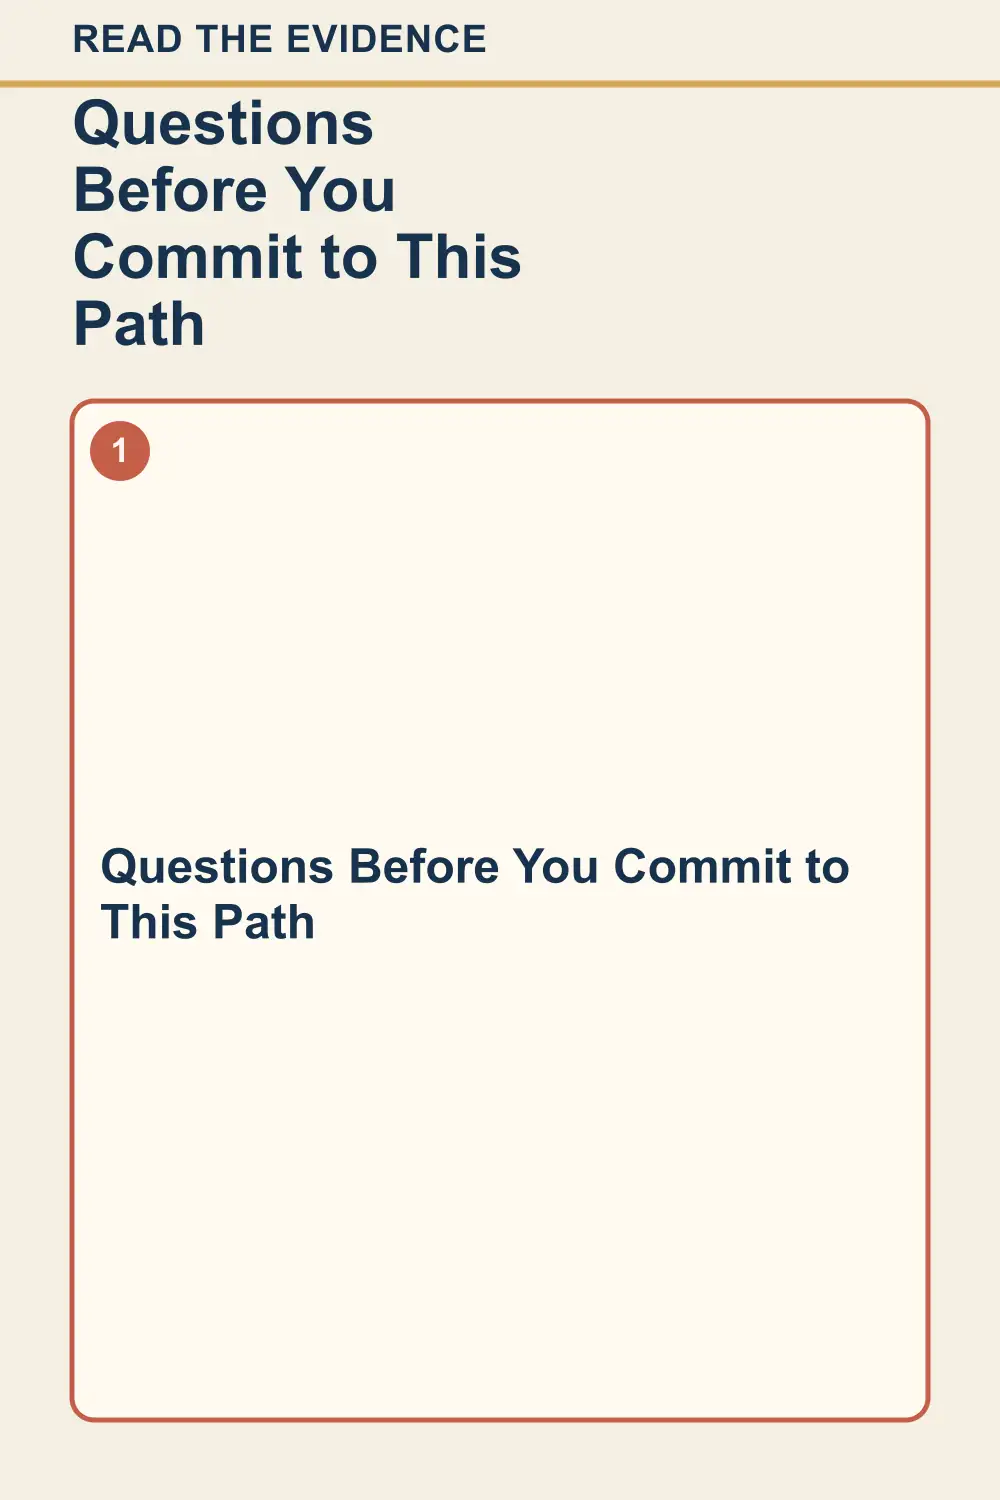 READ THE EVIDENCE
Questions
Before You
Commit to This
Path
1
Questions Before You Commit to
This Path